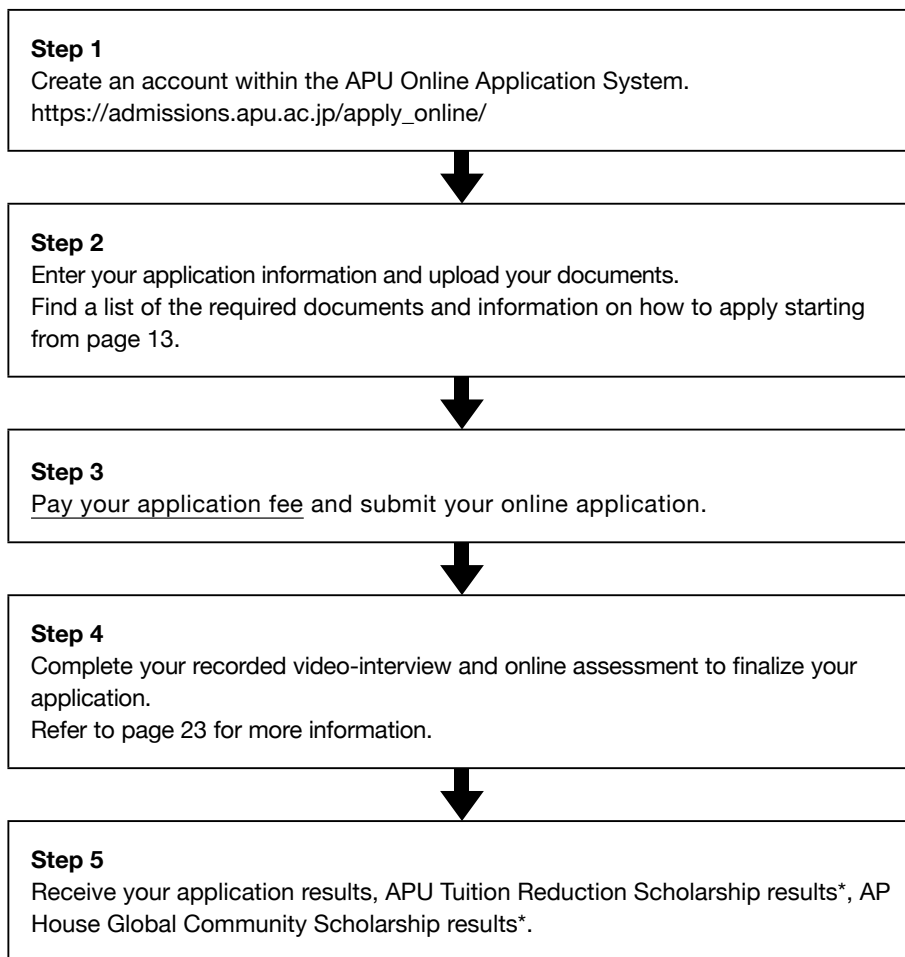 Step 1
Create an account within the APU Online Application System.
https://admissions.apu.ac.jp/apply_online/
Step 2
Enter your application information and upload your documents.
Find a list of the required documents and information on how to apply starting
from page 13.
Step 3
Pay your application fee and submit your online application.
Step 4
Complete your recorded video-interview and online assessment to finalize your
application.
Refer to page 23 for more information.
Step 5
Receive your application results, APU Tuition Reduction Scholarship results*, AP
House Global Community Scholarship results*.